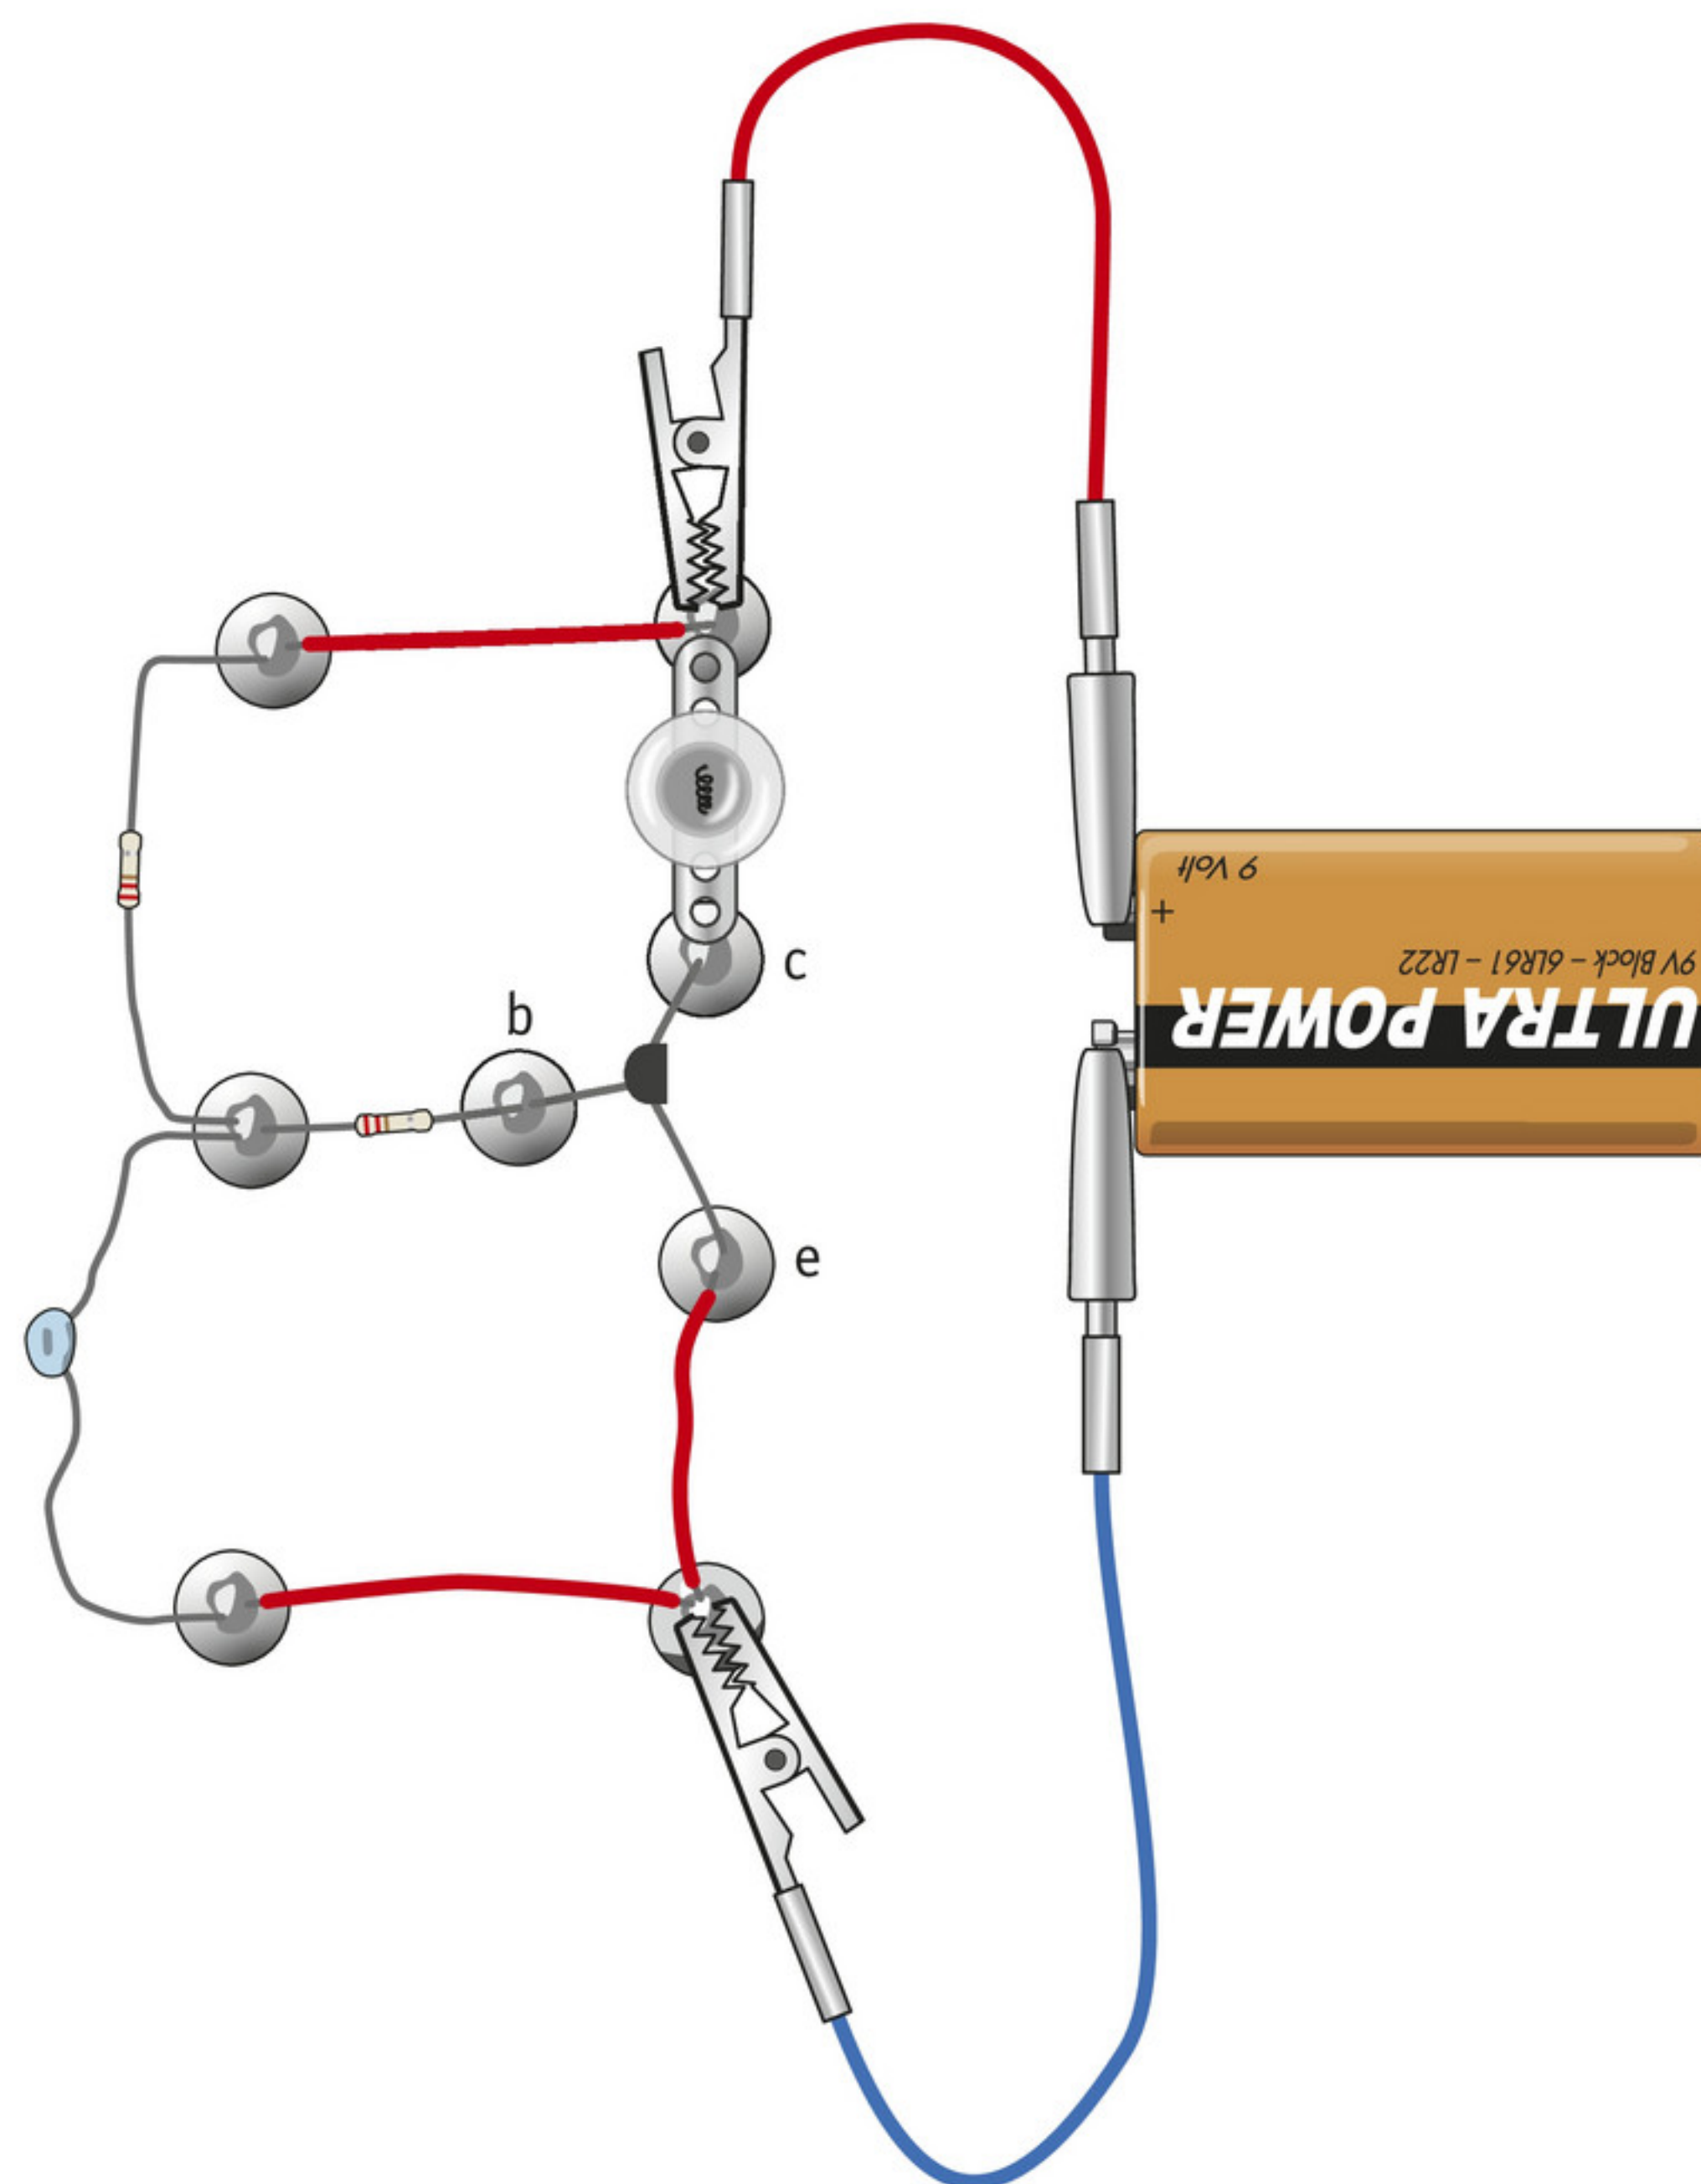 9 Volt
+
9V Block – 6LR61 – LR22
ULTRA POWER
c
b
e